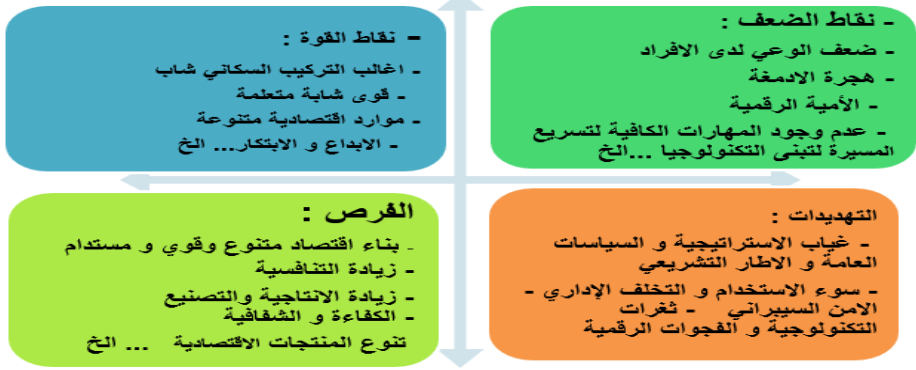 - نقاط الضعف :
- ضعف الوعي لدى الافراد
- هجرة الادمغة
- الأمية الرقمية
- عدم وجود المهارات الكافية لتسريع
المسيرة لتبني التكنولوجيا ...الخ
- نقاط القوة :
- اغالب التركيب السكاني شاب
- قوى شابة متعلمة
- موارد اقتصادية متنوعة
- الابداع و الابتكار... الخ
التهديدات :
- غياب الاستراتيجية و السياسات
العامة و الاطار التشريعي
- سوء الاستخدام و التخلف الإداري -
الامن السيبراني - ثغرات
التكنولوجية و الفجوات الرقمية
الفرص :
- بناء اقتصاد متنوع وقوي و مستدام
- زيادة التنافسية
- زيادة الانتاجية والتصنيع
- الكفاءة و الشفافية
تنوع المنتجات الاقتصادية ... الخ